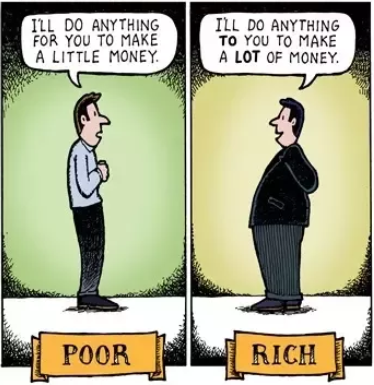 I'LL DO ANYTHING
FOR YOU TO MAKE
A LITTLE MONEY.
I'LL DO ANYTHING
TO YOU TO MAKE
A LOT OF MONEY.
POOR
RICH